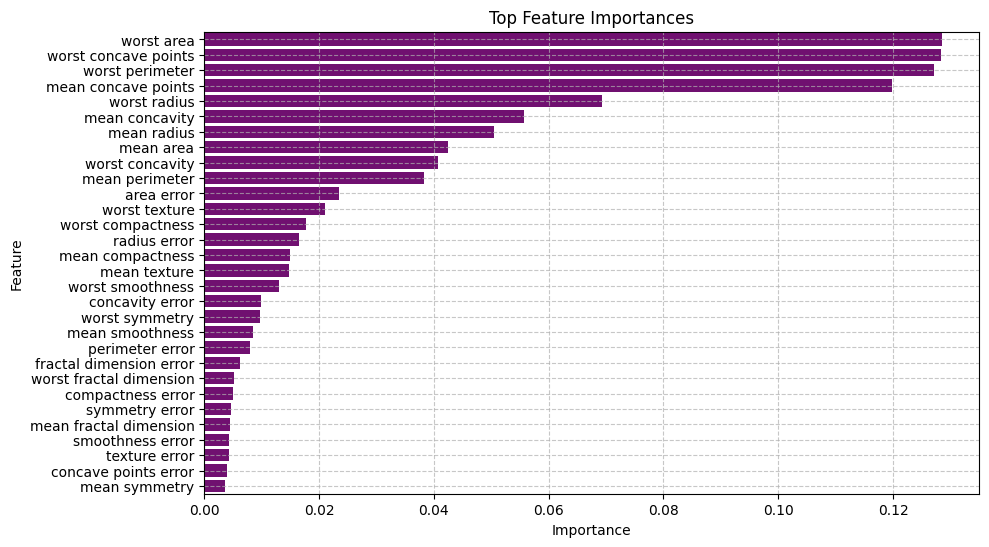 Top Feature Importances
Feature
worst area
worst concave points
worst perimeter
mean concave points
worst radius
mean concavity
mean radius
mean area
worst concavity
mean perimeter
area error
worst texture
worst compactness
radius error
mean compactness
mean texture
worst smoothness
concavity error
worst symmetry
mean smoothness
perimeter error
fractal dimension error
worst fractal dimension
compactness error
symmetry error
mean fractal dimension
smoothness error
texture error
concave points error
mean symmetry
0.00 0.02 0.04 0.06 0.08 0.10 0.12
Importance